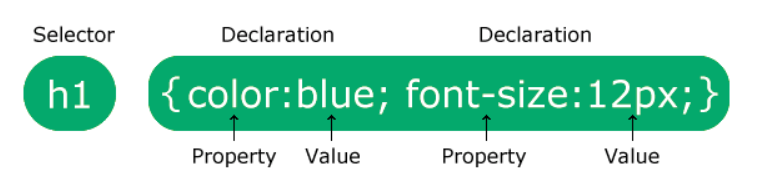 Selector Declaration Declaration
h1 {color:blue; font-size:12px;}
Property Value Property Value